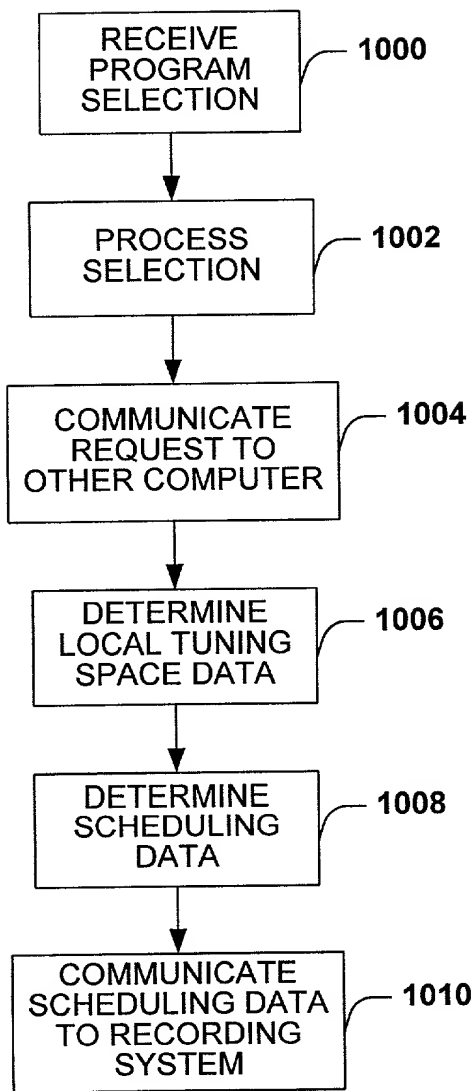 RECEIVE
PROGRAM
SELECTION
1000
PROCESS
SELECTION
1002
COMMUNICATE
REQUEST TO
OTHER COMPUTER
1004
DETERMINE
LOCAL TUNING
SPACE DATA
1006
DETERMINE
SCHEDULING
DATA
1008
COMMUNICATE
SCHEDULING DATA
TO RECORDING
SYSTEM
1010